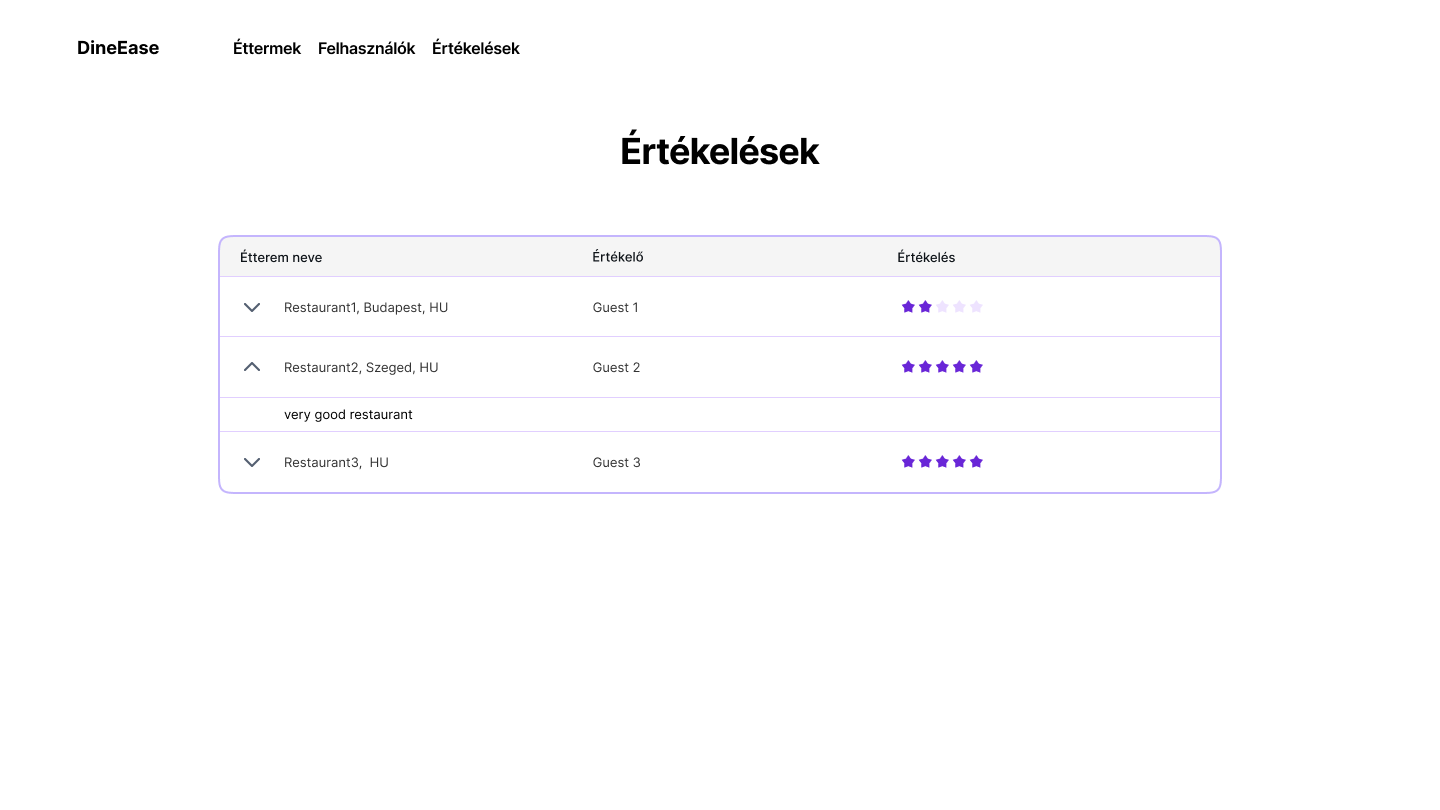 DineEase Éttermek Felhasználók Értékelések
Értékelések
Étterem neve Értékelő Értékelés
Restaurant1, Budapest, HU Guest 1
Restaurant2, Szeged, HU Guest 2
very good restaurant
Restaurant3,  HU Guest 3